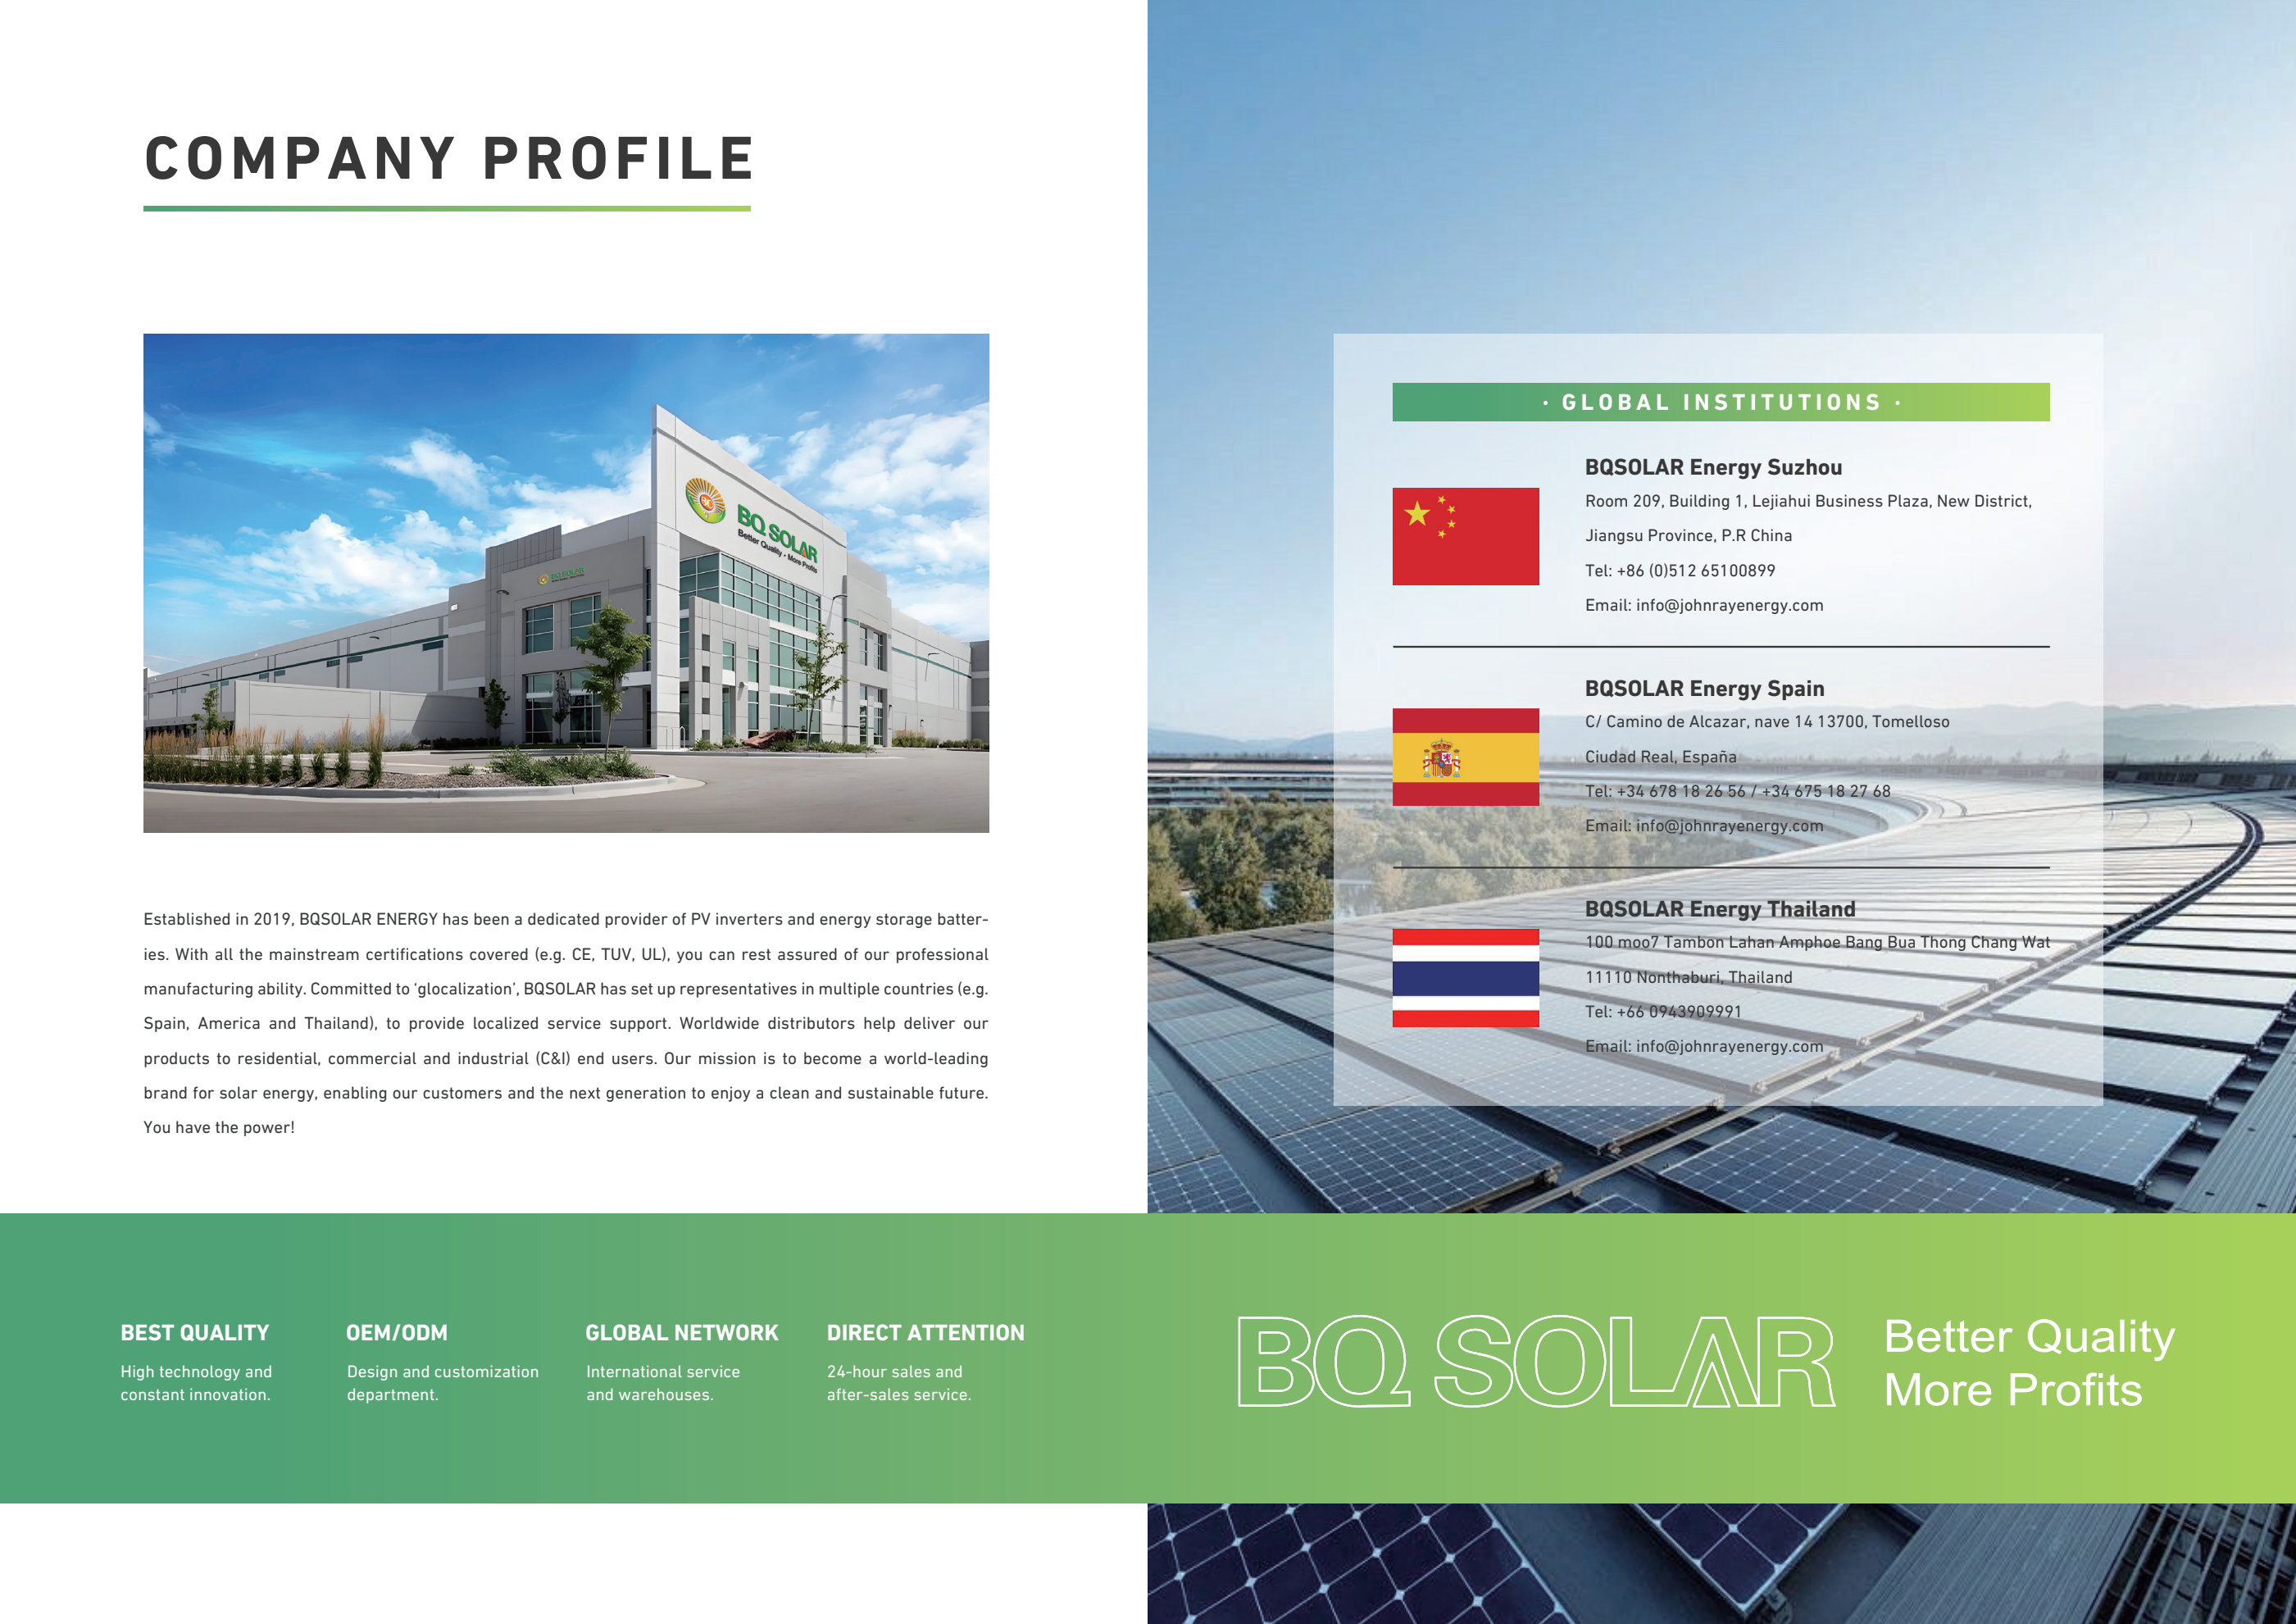 COMPANY PROFILE
BQ SOLAR
Better Quality · More Profits
Established in 2019, BQSOLAR ENERGY has been a dedicated provider of PV inverters and energy storage batter-
ies. With all the mainstream certifications covered (e.g. CE, TUV, UL), you can rest assured of our professional
manufacturing ability. Committed to ‘glocalization’, BQSOLAR has set up representatives in multiple countries (e.g.
Spain, America and Thailand), to provide localized service support. Worldwide distributors help deliver our
products to residential, commercial and industrial (C&I) end users. Our mission is to become a world-leading
brand for solar energy, enabling our customers and the next generation to enjoy a clean and sustainable future.
You have the power!
· GLOBAL INSTITUTIONS ·
BQSOLAR Energy Suzhou
Room 209, Building 1, Lejiahui Business Plaza, New District,
Jiangsu Province, P.R China
Tel: +86 (0)512 65100899
Email: info@johnrayenergy.com
BQSOLAR Energy Spain
C/ Camino de Alcazar, nave 14 13700, Tomelloso
Ciudad Real, España
Tel: +34 678 18 26 56 / +34 675 18 27 68
Email: info@johnrayenergy.com
BQSOLAR Energy Thailand
100 moo7 Tambon Lahan Amphoe Bang Bua Thong Chang Wat
11110 Nonthaburi, Thailand
Tel: +66 0943909991
Email: info@johnrayenergy.com
BEST QUALITY
High technology and
constant innovation.
OEM/ODM
Design and customization
department.
GLOBAL NETWORK
International service
and warehouses.
DIRECT ATTENTION
24-hour sales and
after-sales service.
BQ SOLAR
Better Quality
More Profits